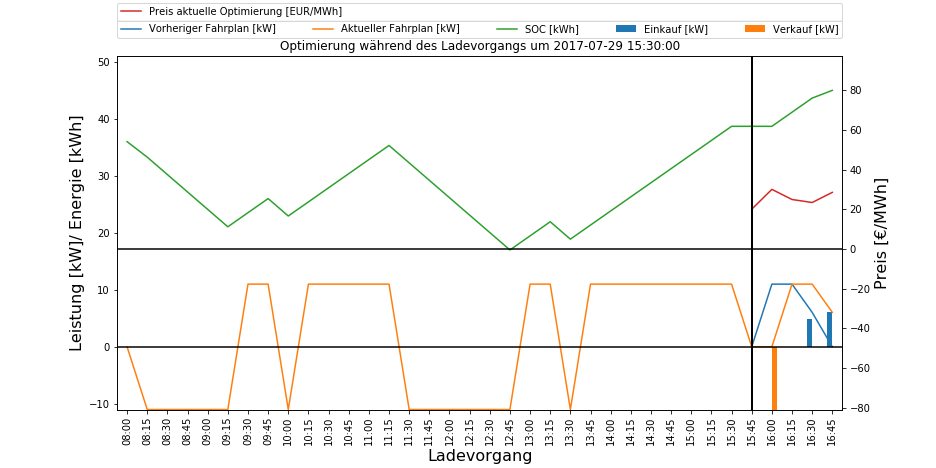 Preis aktuelle Optimierung [EUR/MWh]
Vorheriger Fahrplan [kW] Aktueller Fahrplan [kW] SOC [kWh] Einkauf [kW] Verkauf [kW]
Optimierung während des Ladevorgangs um 2017-07-29 15:30:00
Leistung [kW]/ Energie [kWh]
50
40
30
20
10
0
−10
80
60
40
20
0
−20
−40
−60
−80
Preis [€/MWh]
08:00 08:15 08:30 08:45 09:00 09:15 09:30 09:45 10:00 10:15 10:30 10:45 11:00 11:15 11:30 11:45 12:00 12:15 12:30 12:45 13:00 13:15 13:30 13:45 14:00 14:15 14:30 14:45 15:00 15:15 15:30 15:45 16:00 16:15 16:30 16:45
Ladevorgang